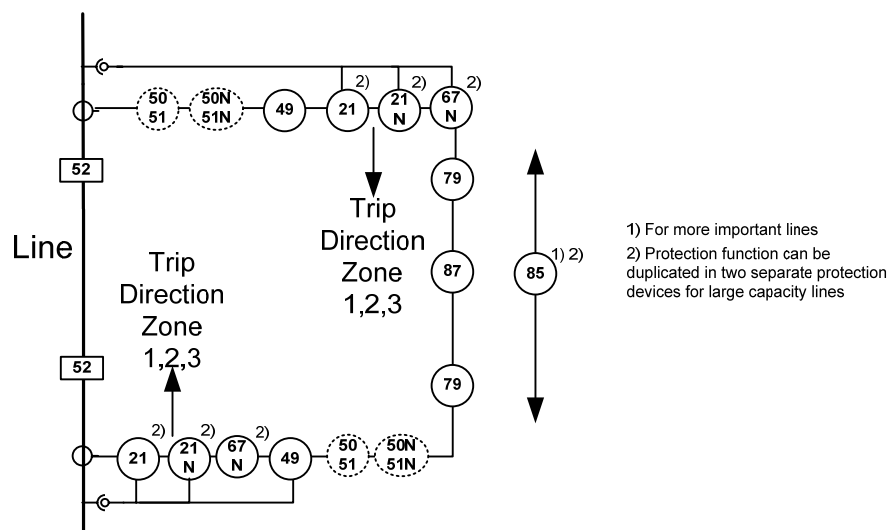 2) 2) 2)
50 51
50N 51N
49
21
21 N
67 N
52
79
Line
Trip
Direction
Zone
1,2,3
Trip
Direction
Zone
1,2,3
87
85
1) 2)
1) For more important lines
2) Protection function can be
duplicated in two separate protection
devices for large capacity lines
52
79
2) 2) 2)
21
21 N
67 N
49
50 51
50N 51N